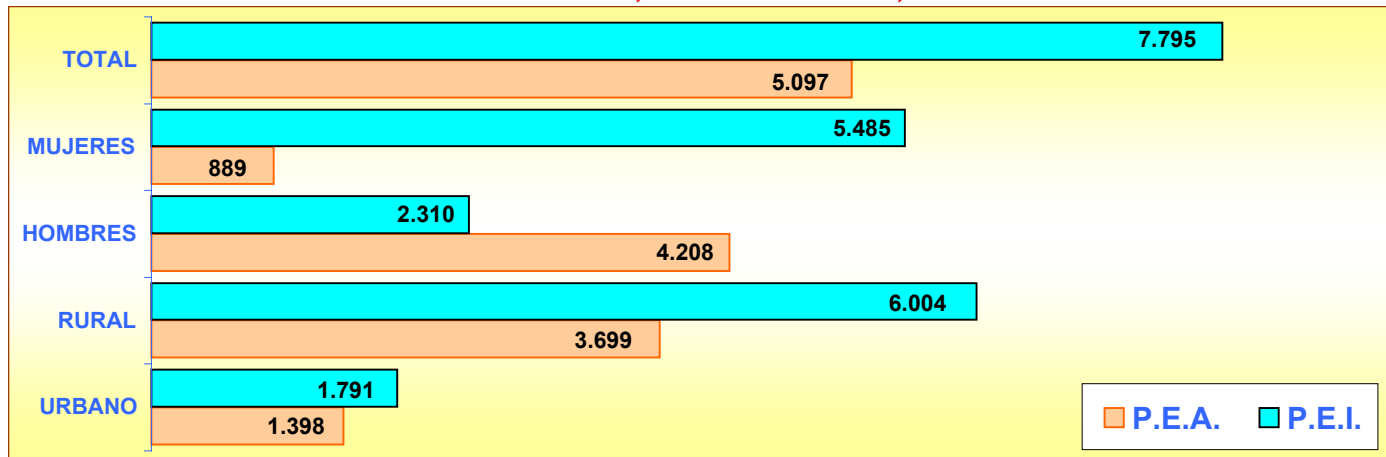 7.795
TOTAL
5.097
5.485
MUJERES
889
2.310
HOMBRES
4.208
6.004
RURAL
3.699
1.791
URBANO
1.398
P.E.A. P.E.I.